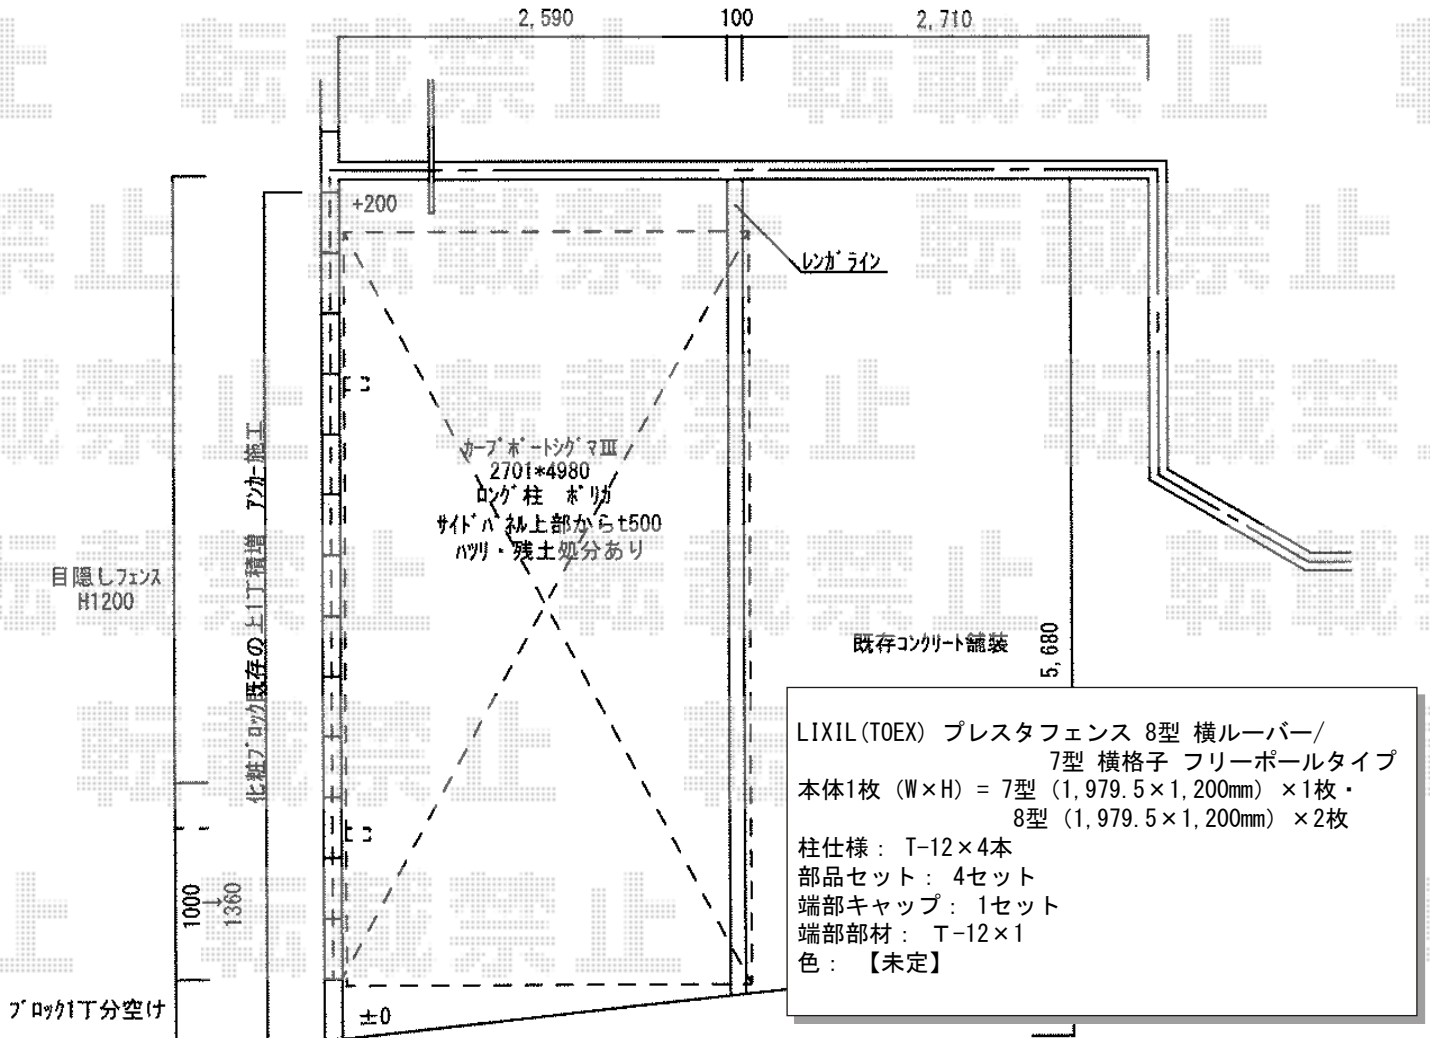 2,590
100
2,710
+200
レンガライン
カーブポートシグマⅢ
2701*4980
ロング柱 ポリカ
サイドパネル上部からt500
ハツリ・残土処分あり
化粧ブロック既存の上1丁積増 アンカー施工
目隠しフェンス
H1200
既存コンクリート舗装
5,680
1000
→
1360
ブロック1丁分空け
±0
LIXIL(TOEX) プレスタフェンス 8型 横ルーバー/
7型 横格子 フリーポールタイプ
本体1枚 (W×H) = 7型 (1,979.5×1,200mm) ×1枚・
8型 (1,979.5×1,200mm) ×2枚
柱仕様: T-12×4本
部品セット: 4セット
端部キャップ: 1セット
端部部材: T-12×1
色: 【未定】
転載禁止